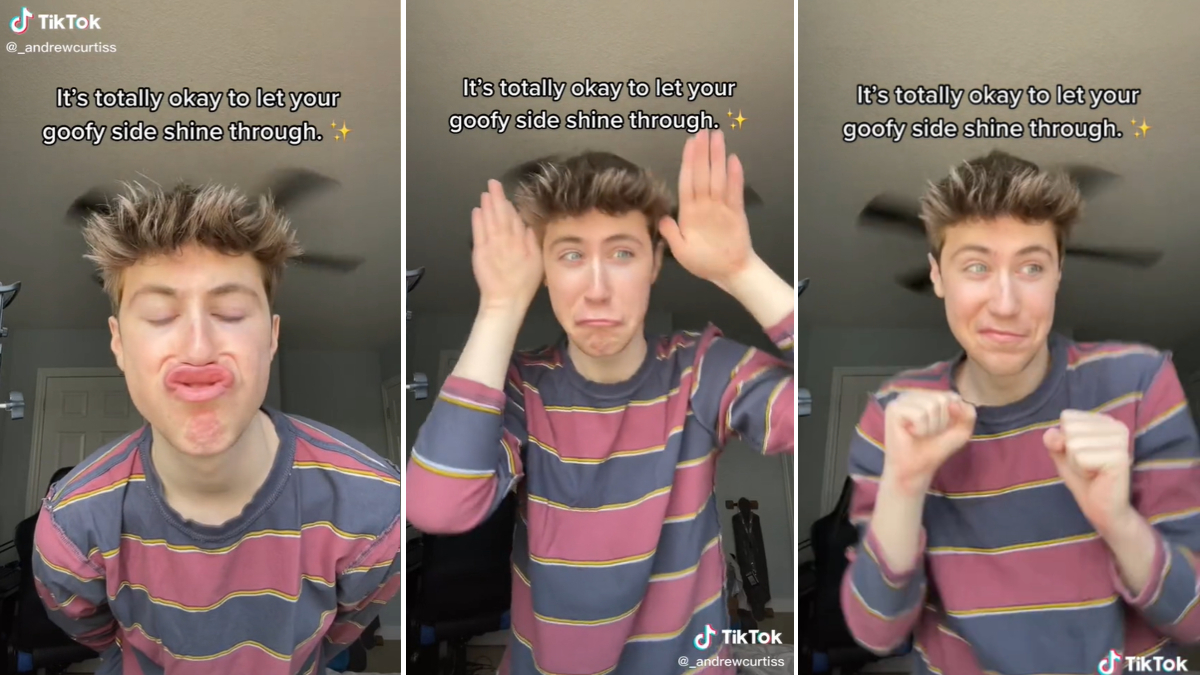 TikTok
@_andrewcurtiss
It's totally okay to let your
goofy side shine through. ✨
It's totally okay to let your
goofy side shine through. ✨
TikTok
@_andrewcurtiss
It's totally okay to let your
goofy side shine through. ✨
TikTok